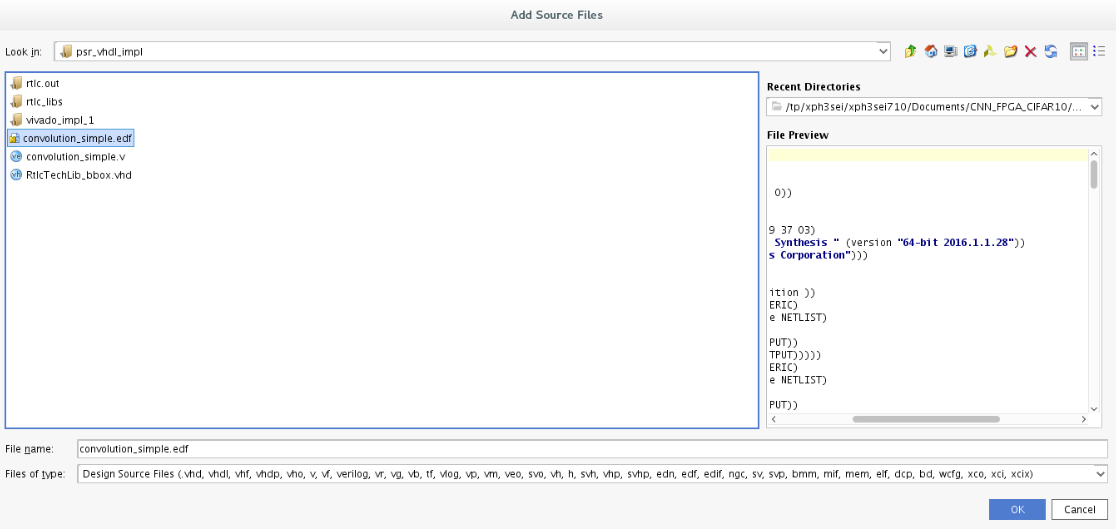 Add Source Files
Look in: psr_vhdl_impl
rtlc.out
rtlc_libs
vivado_impl_1
convolution_simple.edf
convolution_simple.v
RtlcTechLib_bbox.vhd
Recent Directories
/tp/xph3sei/xph3sei710/Documents/CNN_FPGA_CIFAR10/...
File Preview
0))
9 37 03)
Synthesis " (version "64-bit 2016.1.1.28"))
s Corporation")))
ition ))
ERIC)
e NETLIST)
PUT))
TPUT)))))
ERIC)
e NETLIST)
PUT))
File name: convolution_simple.edf
Files of type: Design Source Files (.vhd, vhdl, vhf, vhdp, vho, v, vf, verilog, vr, vg, vb, tf, vlog, vp, vm, veo, svo, vh, h, svh, vhp, svhp, edn, edf, edif, ngc, sv, svp, bmm, mif, mem, elf, dcp, bd, wcfg, xco, xci, xcix)
OK Cancel